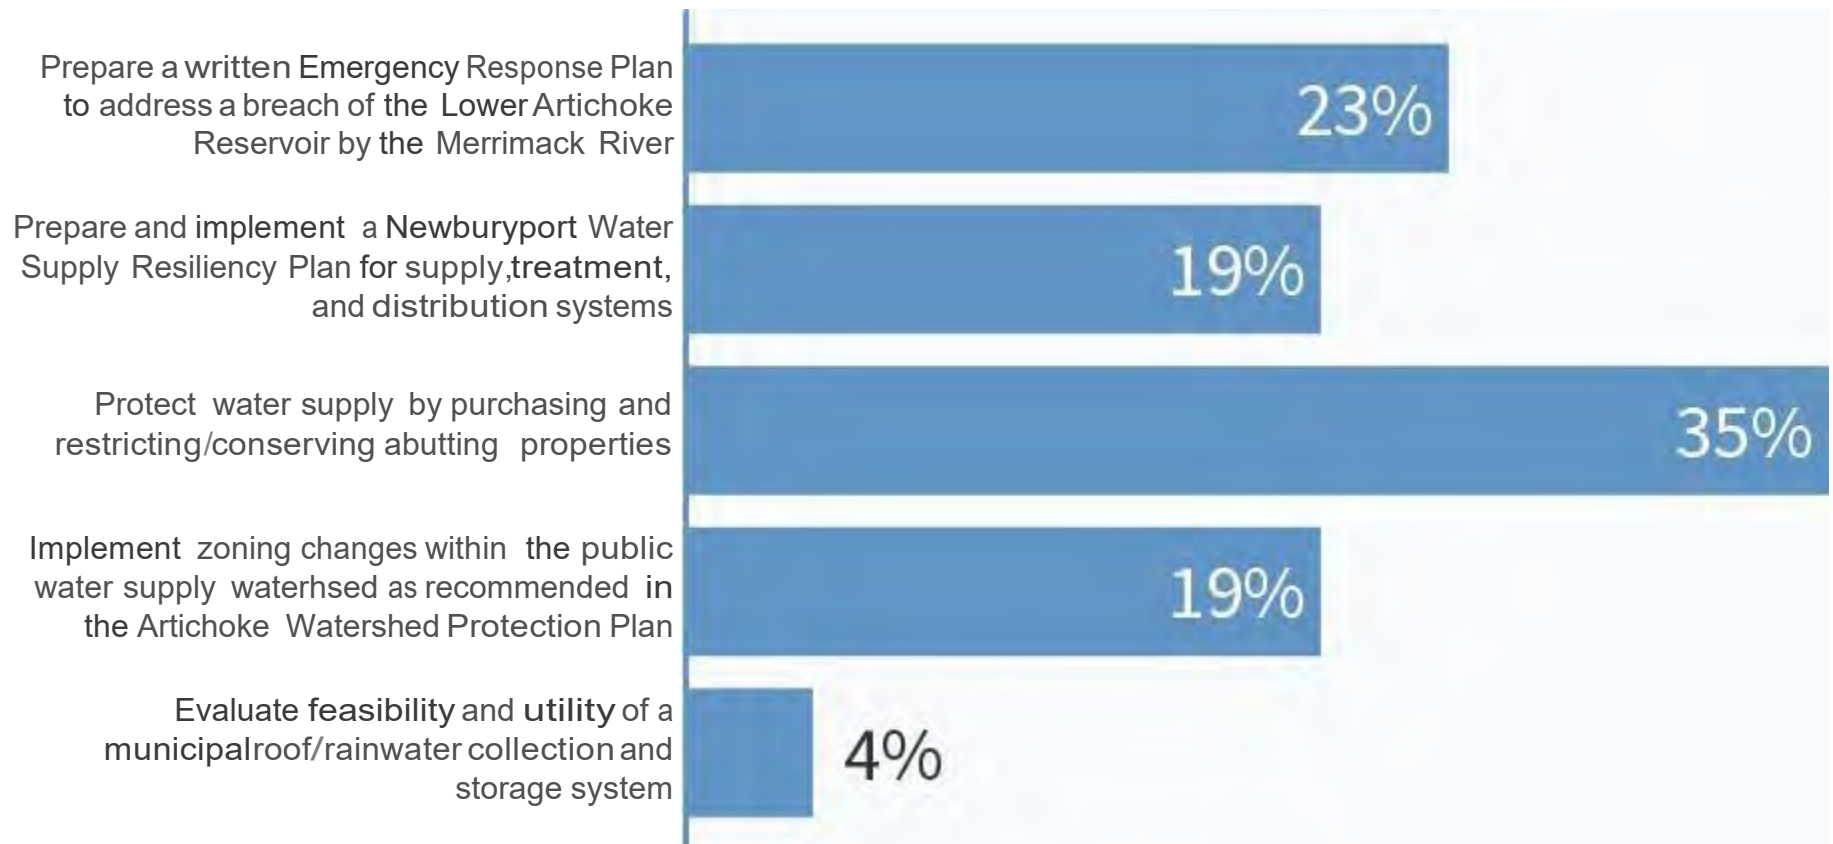 Prepare a written Emergency Response Plan
to address a breach of the Lower Artichoke
Reservoir by the Merrimack River
23%
Prepare and implement a Newburyport Water
Supply Resiliency Plan for supply,treatment,
and distribution systems
19%
Protect water supply by purchasing and
restricting/conserving abutting properties
35%
Implement zoning changes within the public
water supply waterhsed as recommended in
the Artichoke Watershed Protection Plan
19%
Evaluate feasibility and utility of a
municipal roof/rainwater collection and
storage system
4%